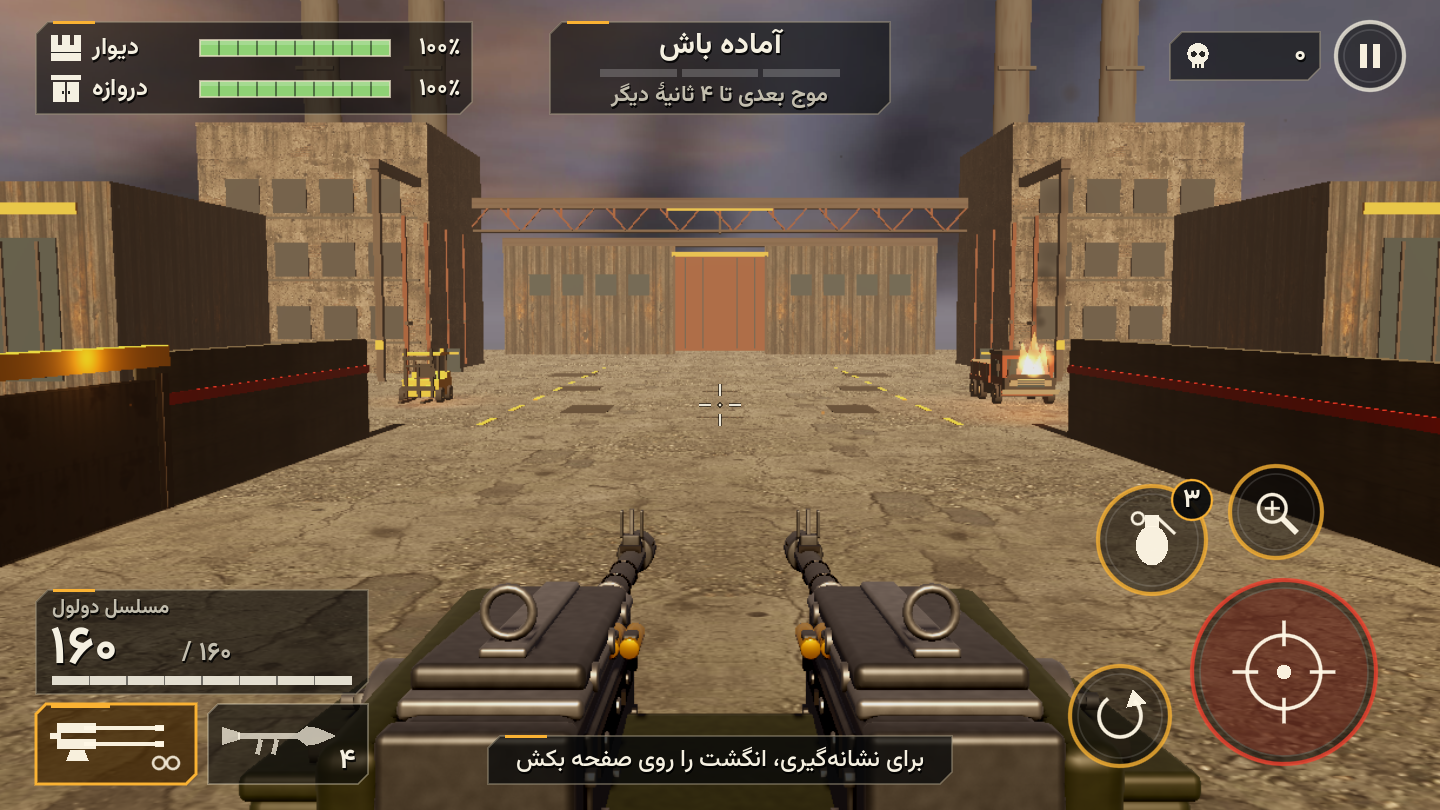 دیوار ۱۰۰٪
دروازه ۱۰۰٪
آماده باش
موج بعدی تا ۴ ثانیهٔ دیگر
۰
۳
مسلسل دولول
۱۶۰ / ۱۶۰
∞
۴
برای نشانه‌گیری، انگشت را روی صفحه بکش